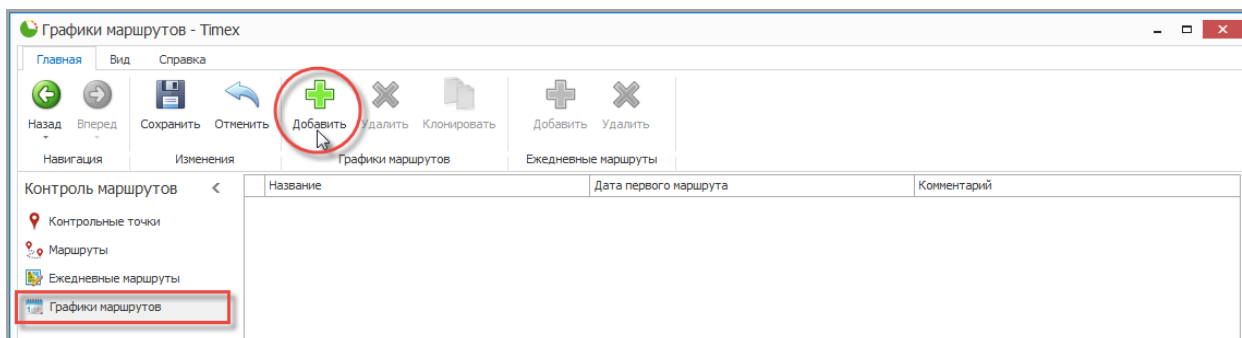 Графики маршрутов - Timex
Главная Вид Справка
Назад Вперед Сохранить Отменить Добавить Удалить Клонировать Добавить Удалить
Навигация Изменения Графики маршрутов Ежедневные маршруты
Контроль маршрутов Название Дата первого маршрута Комментарий
Контрольные точки
Маршруты
Ежедневные маршруты
Графики маршрутов